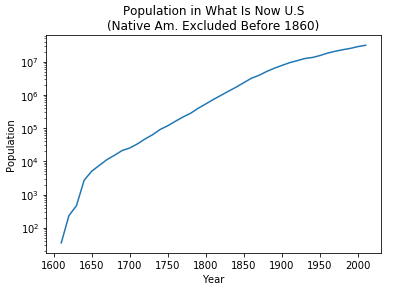 Population in What Is Now U.S
(Native Am. Excluded Before 1860)
10⁷
10⁶
10⁵
10⁴
10³
10²
Population
1600 1650 1700 1750 1800 1850 1900 1950 2000
Year